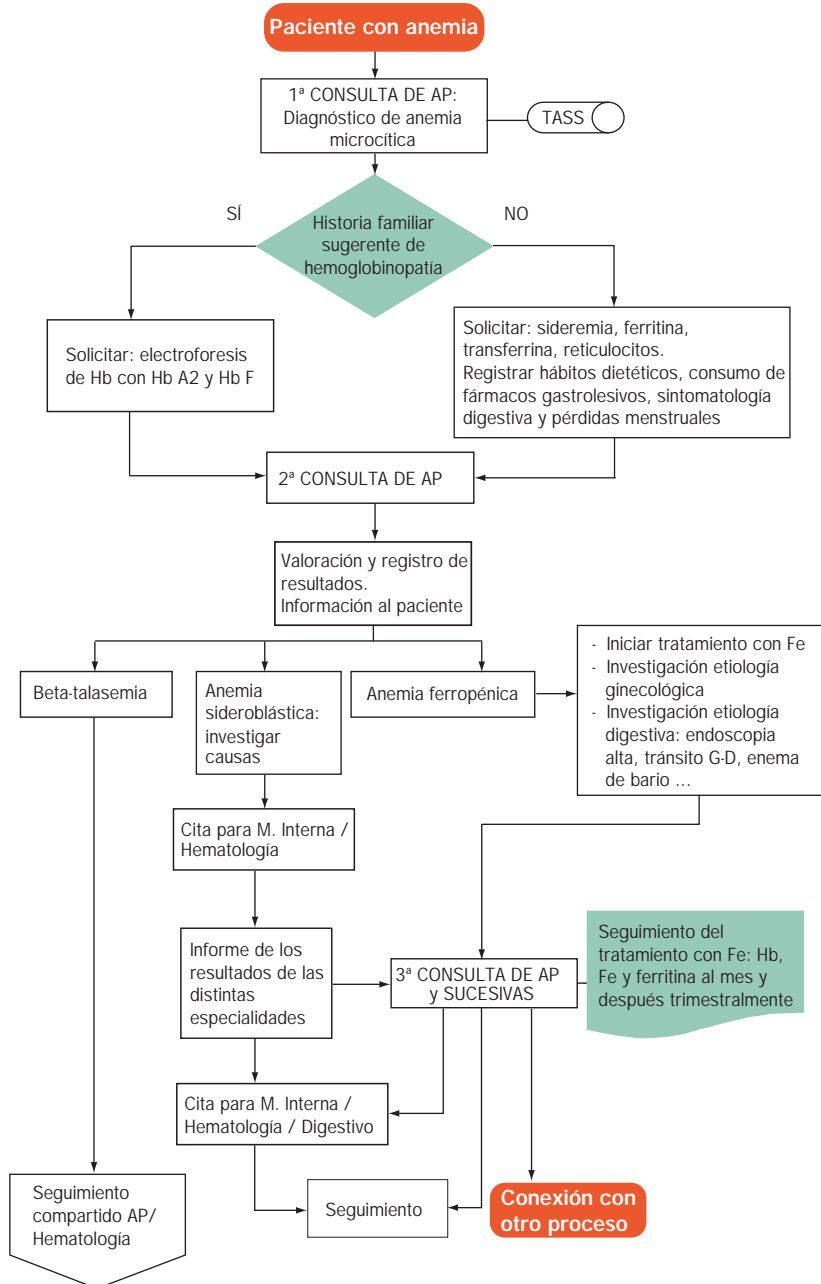 Paciente con anemia
1ª CONSULTA DE AP:
Diagnóstico de anemia
microcítica
TASS
SÍ
NO
Historia familiar
sugerente de
hemoglobinopatía
Solicitar: electroforesis
de Hb con Hb A2 y Hb F
Solicitar: sideremia, ferritina,
transferrina, reticulocitos.
Registrar hábitos dietéticos, consumo de
fármacos gastrolesivos, sintomatología
digestiva y pérdidas menstruales
2ª CONSULTA DE AP
Valoración y registro de
resultados.
Información al paciente
Beta-talasemia
Anemia
sideroblástica:
investigar
causas
Anemia ferropénica
- Iniciar tratamiento con Fe
- Investigación etiología
ginecológica
- Investigación etiología
digestiva: endoscopia
alta, tránsito G-D, enema
de bario ...
Cita para M. Interna /
Hematología
Informe de los
resultados de las
distintas
especialidades
3ª CONSULTA DE AP
y SUCESIVAS
Seguimiento del
tratamiento con Fe: Hb,
Fe y ferritina al mes y
después trimestralmente
Cita para M. Interna /
Hematología / Digestivo
Seguimiento
compartido AP/
Hematología
Seguimiento
Conexión con
otro proceso